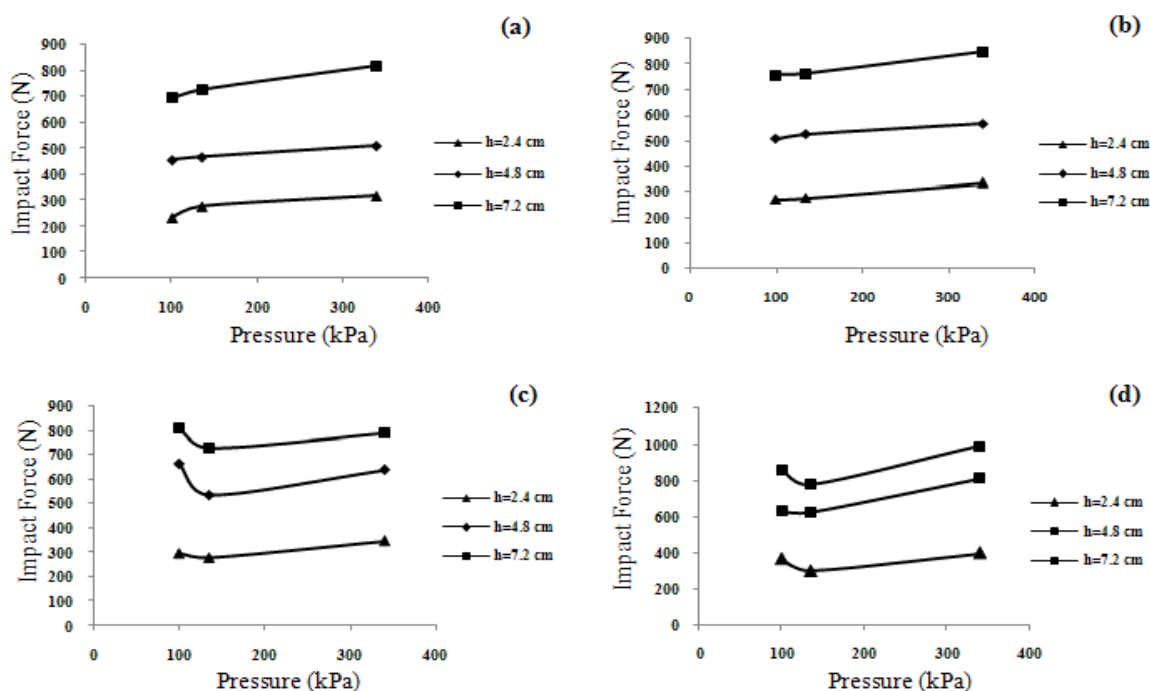 (a)
Impact Force (N)
900
800
700
600
500
400
300
200
100
0
0 100 200 300 400
Pressure (kPa)
h=2.4 cm
h=4.8 cm
h=7.2 cm
(b)
Impact Force (N)
900
800
700
600
500
400
300
200
100
0
0 100 200 300 400
Pressure (kPa)
h=2.4 cm
h=4.8 cm
h=7.2 cm
(c)
Impact Force (N)
900
800
700
600
500
400
300
200
100
0
0 100 200 300 400
Pressure (kPa)
h=2.4 cm
h=4.8 cm
h=7.2 cm
(d)
Impact Force (N)
1200
1000
800
600
400
200
0
0 100 200 300 400
Pressure (kPa)
h=2.4 cm
h=4.8 cm
h=7.2 cm